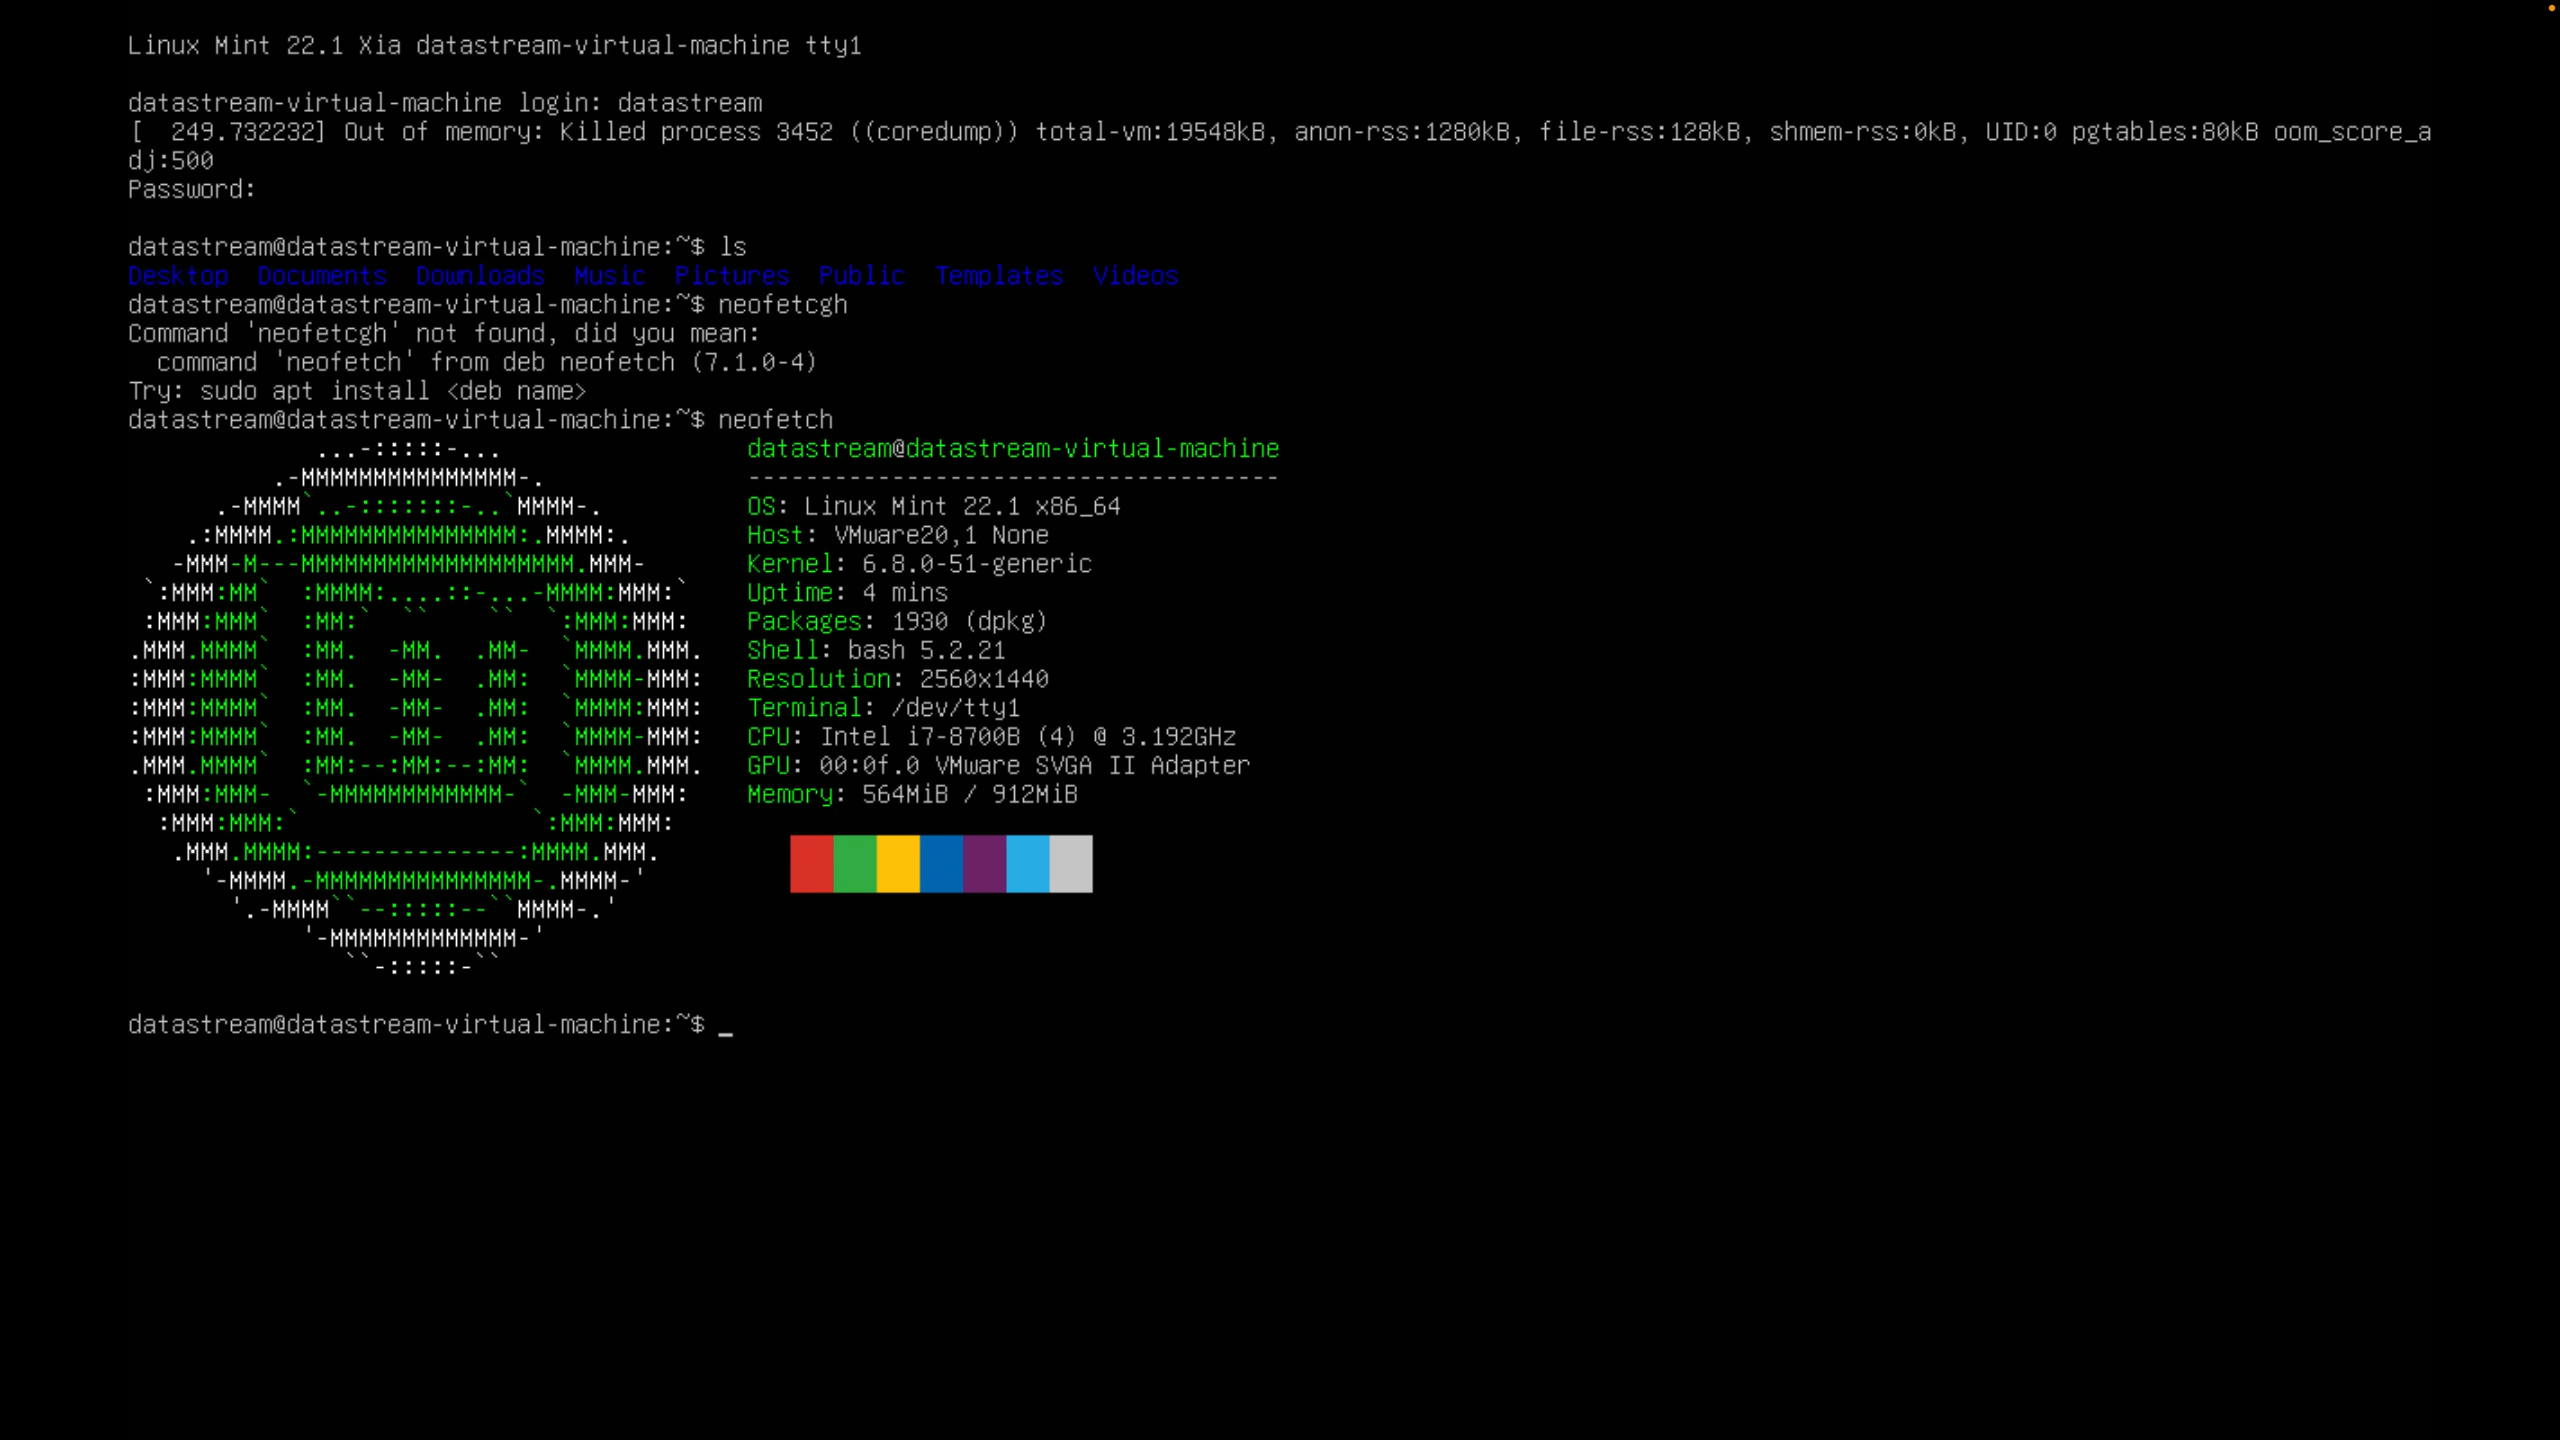 Linux Mint 22.1 Xia datastream-virtual-machine tty1
datastream-virtual-machine login: datastream
[  249.732232] Out of memory: Killed process 3452 ((coredump)) total-vm:19548kB, anon-rss:1280kB, file-rss:128kB, shmem-rss:0kB, UID:0 pgtables:80kB oom_score_a
dj:500
Password:
datastream@datastream-virtual-machine:~$ ls
Desktop  Documents  Downloads  Music  Pictures  Public  Templates  Videos
datastream@datastream-virtual-machine:~$ neofetcgh
Command 'neofetcgh' not found, did you mean:
  command 'neofetch' from deb neofetch (7.1.0-4)
Try: sudo apt install <deb name>
datastream@datastream-virtual-machine:~$ neofetch
datastream@datastream-virtual-machine
-------------------------------------
OS: Linux Mint 22.1 x86_64
Host: VMware20,1 None
Kernel: 6.8.0-51-generic
Uptime: 4 mins
Packages: 1930 (dpkg)
Shell: bash 5.2.21
Resolution: 2560x1440
Terminal: /dev/tty1
CPU: Intel i7-8700B (4) @ 3.192GHz
GPU: 00:0f.0 VMware SVGA II Adapter
Memory: 564MiB / 912MiB
datastream@datastream-virtual-machine:~$ _